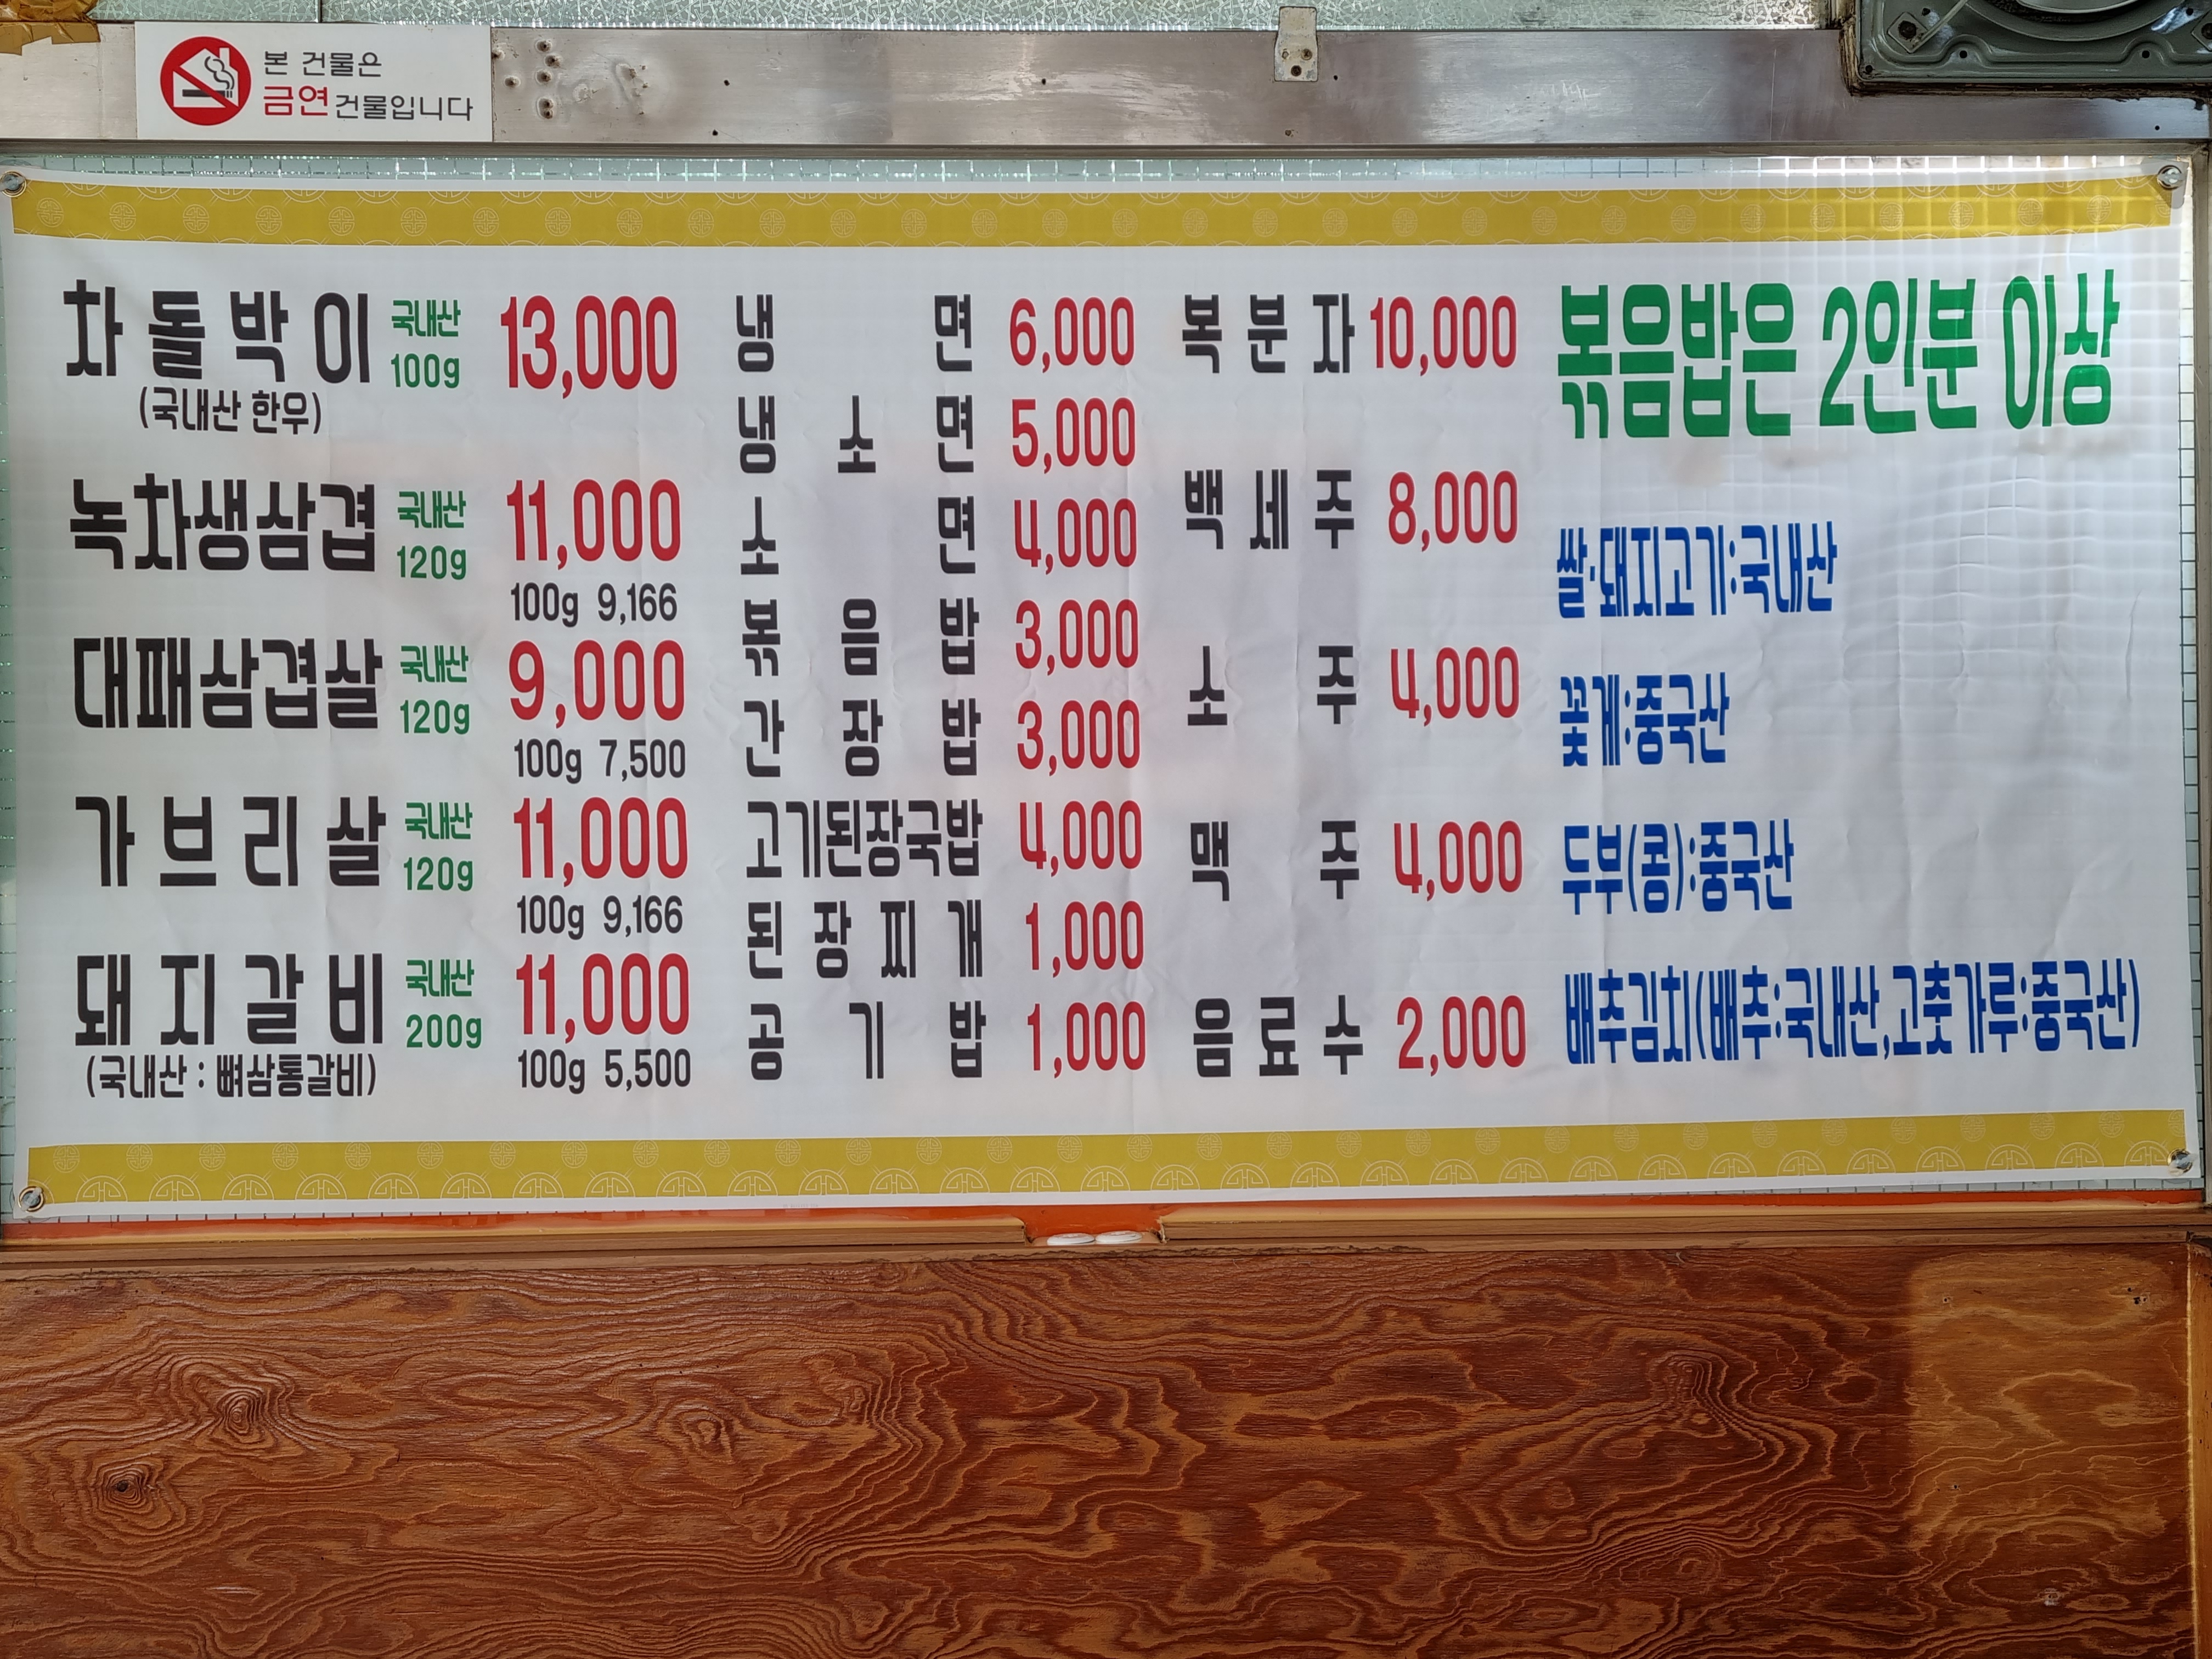 본 건물은
금연건물입니다
차돌박이 국내산 100g 13,000
(국내산 한우)
녹차생삼겹 국내산 120g 11,000
100g 9,166
대패삼겹살 국내산 120g 9,000
100g 7,500
가브리살 국내산 120g 11,000
100g 9,166
돼지갈비 국내산 200g 11,000
(국내산 : 뼈삼통갈비) 100g 5,500
냉면 6,000
냉소면 5,000
소면 4,000
볶음밥 3,000
간장밥 3,000
고기된장국밥 4,000
된장찌개 1,000
공기밥 1,000
복분자 10,000
백세주 8,000
소주 4,000
맥주 4,000
음료수 2,000
볶음밥은 2인분 이상
쌀·돼지고기:국내산
꽃게:중국산
두부(콩):중국산
배추김치(배추:국내산,고춧가루:중국산)